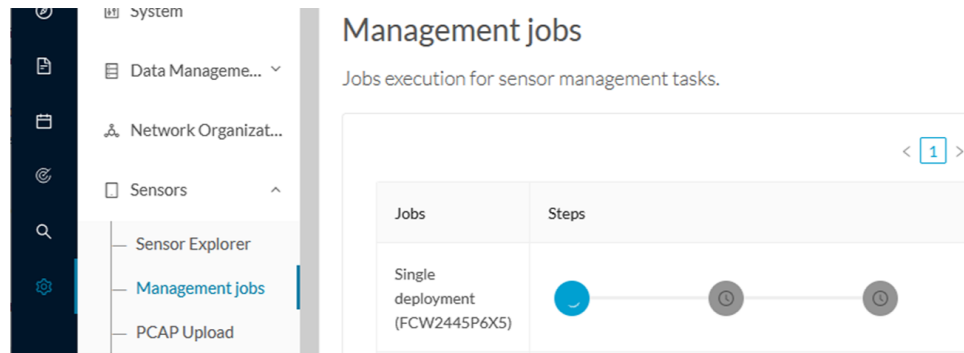 System
Data Manageme...
Network Organizat...
Sensors
Sensor Explorer
Management jobs
PCAP Upload
Management jobs
Jobs execution for sensor management tasks.
< 1 >
Jobs Steps
Single
deployment
(FCW2445P6X5)